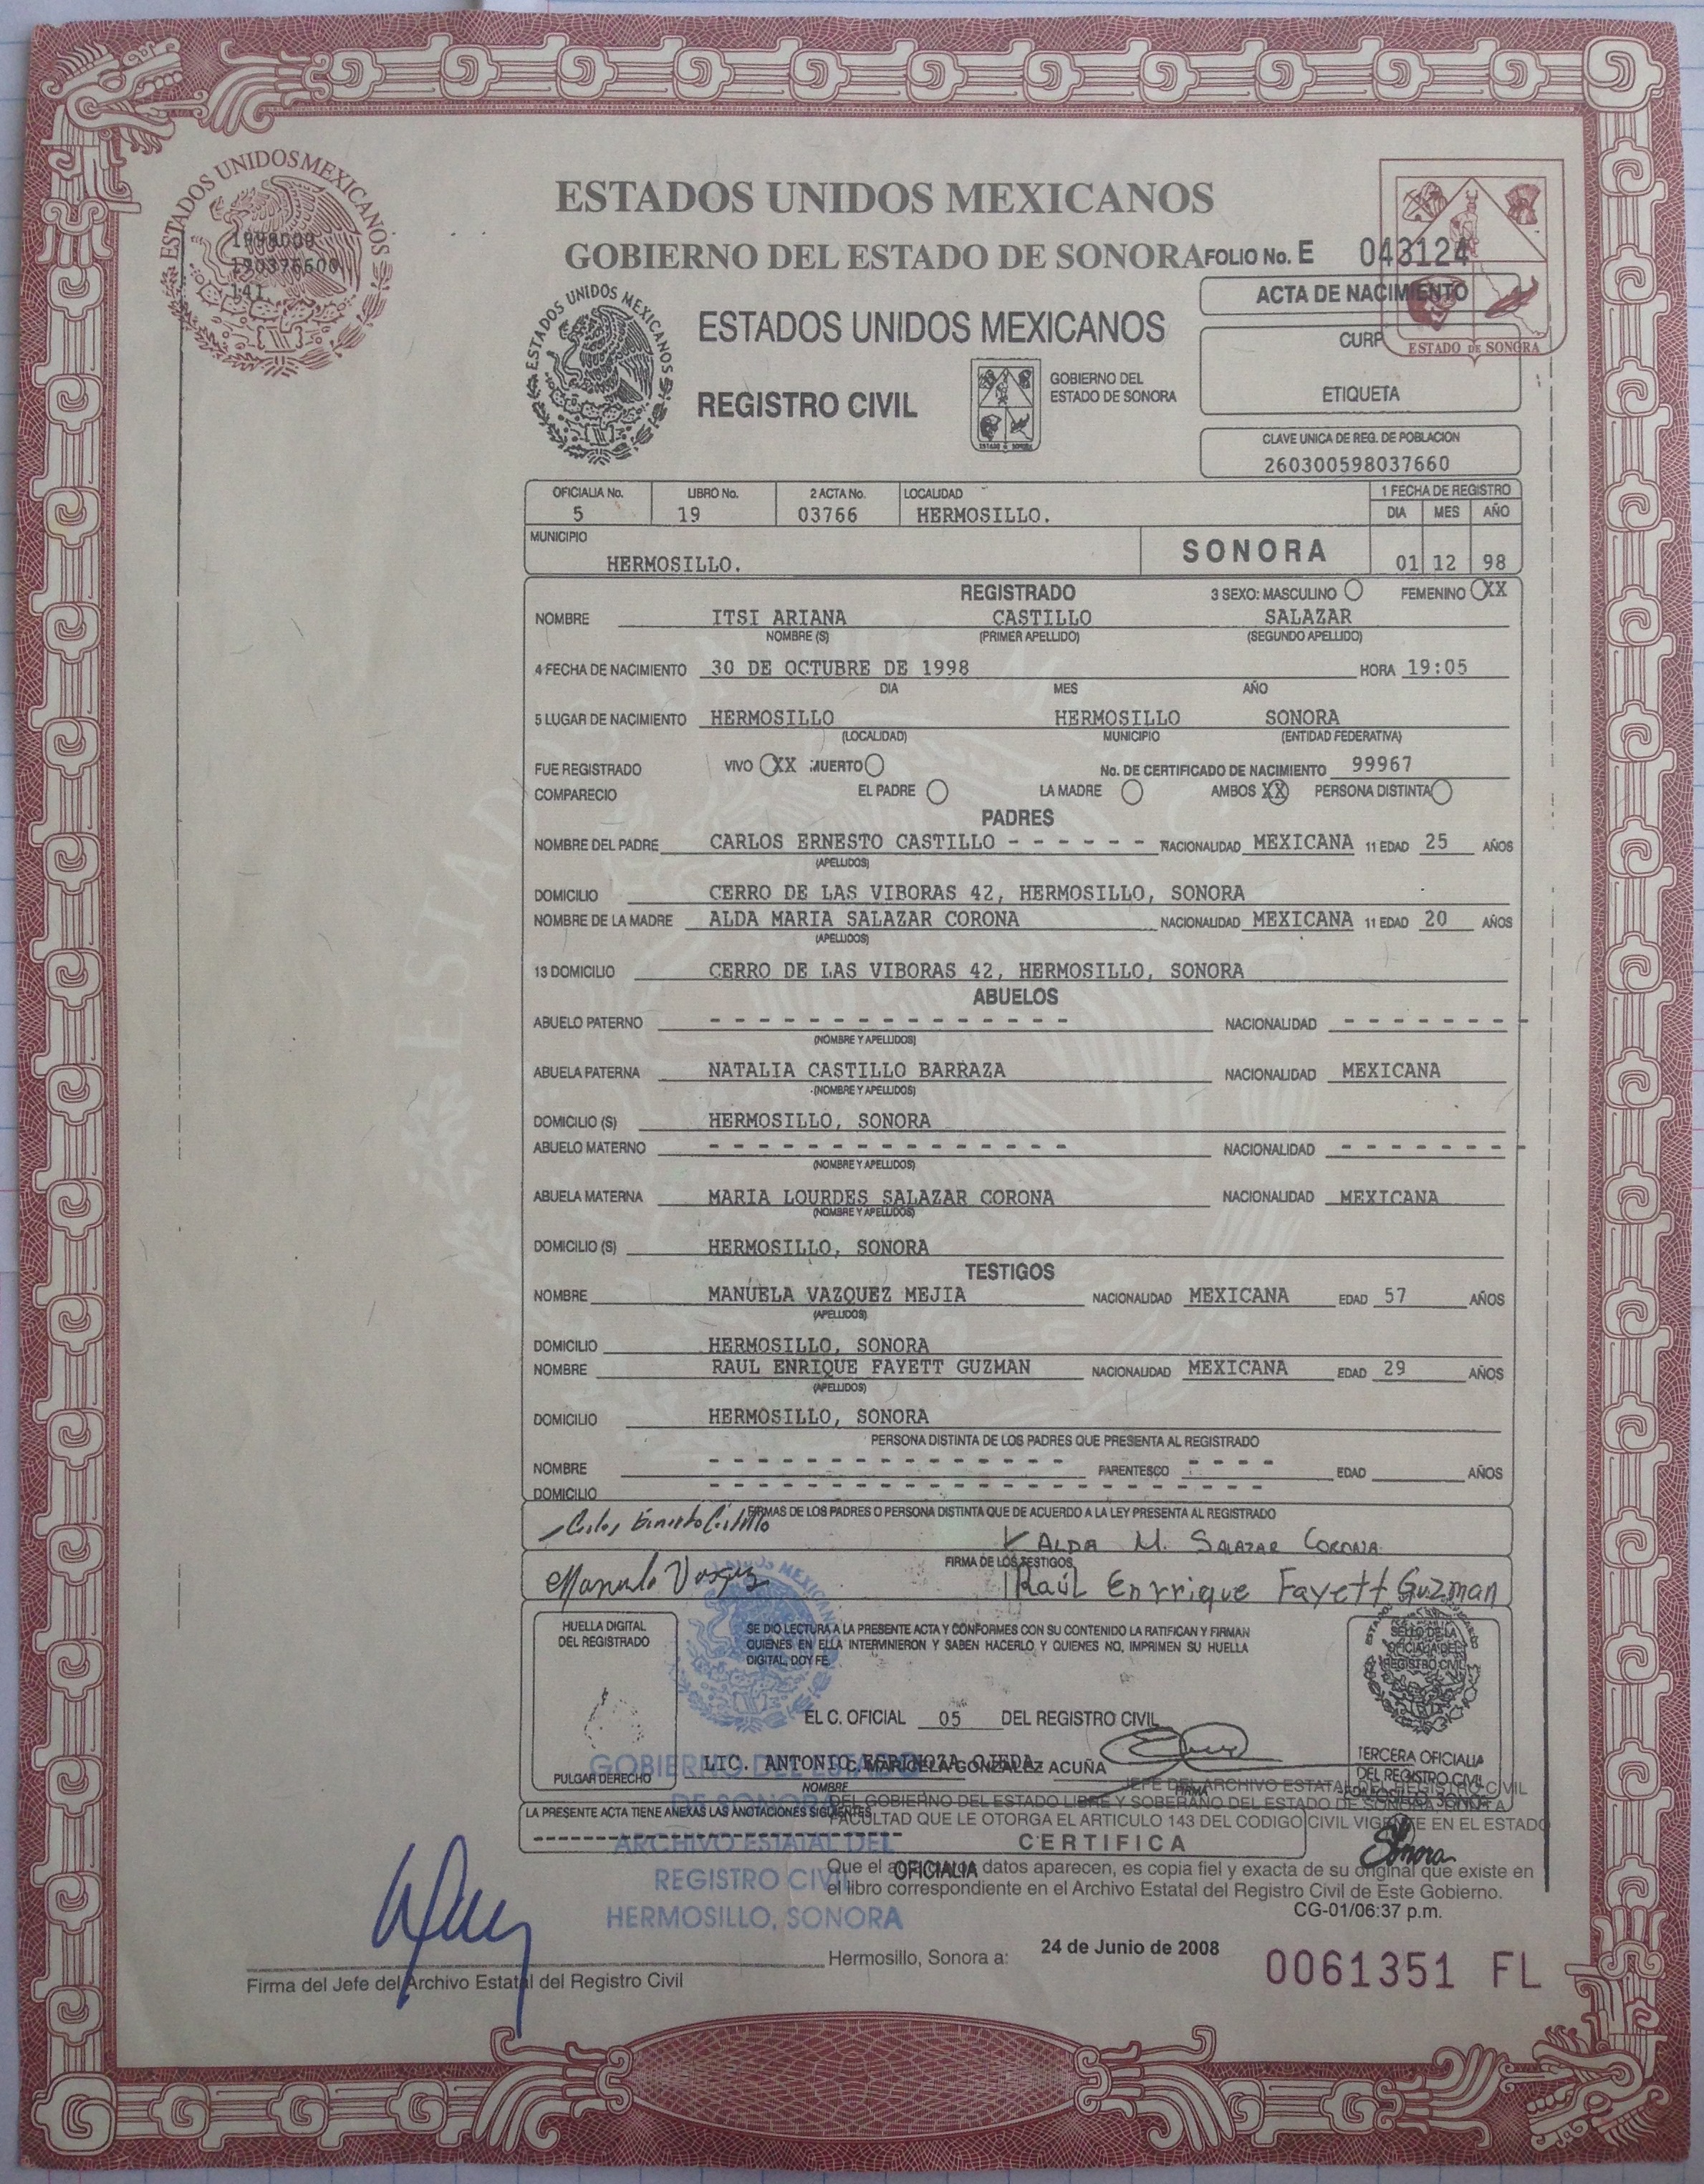 ESTADOS UNIDOS MEXICANOS
1998000
190376600
141
ESTADOS UNIDOS MEXICANOS
GOBIERNO DEL ESTADO DE SONORA
FOLIO No. E 043124
ACTA DE NACIMIENTO
ESTADO DE SONORA
ESTADOS UNIDOS MEXICANOS
ESTADOS UNIDOS MEXICANOS
CURP
REGISTRO CIVIL
GOBIERNO DEL
ESTADO DE SONORA
ETIQUETA
CLAVE UNICA DE REG. DE POBLACION
260300598037660
OFICIALIA No. LIBRO No. 2 ACTA No. LOCALIDAD 1 FECHA DE REGISTRO
5 19 03766 HERMOSILLO. DIA MES AÑO
MUNICIPIO
HERMOSILLO. SONORA 01 12 98
REGISTRADO 3 SEXO: MASCULINO FEMENINO XX
NOMBRE ITSI ARIANA CASTILLO SALAZAR
NOMBRE (S) (PRIMER APELLIDO) (SEGUNDO APELLIDO)
4 FECHA DE NACIMIENTO 30 DE OCTUBRE DE 1998 HORA 19:05
DIA MES AÑO
5 LUGAR DE NACIMIENTO HERMOSILLO HERMOSILLO SONORA
(LOCALIDAD) MUNICIPIO (ENTIDAD FEDERATIVA)
FUE REGISTRADO VIVO XX MUERTO No. DE CERTIFICADO DE NACIMIENTO 99967
COMPARECIO EL PADRE LA MADRE AMBOS XX PERSONA DISTINTA
PADRES
NOMBRE DEL PADRE CARLOS ERNESTO CASTILLO - - - - - - NACIONALIDAD MEXICANA 11 EDAD 25 AÑOS
(APELLIDOS)
DOMICILIO CERRO DE LAS VIBORAS 42, HERMOSILLO, SONORA
NOMBRE DE LA MADRE ALDA MARIA SALAZAR CORONA NACIONALIDAD MEXICANA 11 EDAD 20 AÑOS
(APELLIDOS)
13 DOMICILIO CERRO DE LAS VIBORAS 42, HERMOSILLO, SONORA
ABUELOS
ABUELO PATERNO - - - - - - - - - - - - - - - NACIONALIDAD - - - - - - - -
(NOMBRE Y APELLIDOS)
ABUELA PATERNA NATALIA CASTILLO BARRAZA NACIONALIDAD MEXICANA
(NOMBRE Y APELLIDOS)
DOMICILIO (S) HERMOSILLO, SONORA
ABUELO MATERNO - - - - - - - - - - - - - - - NACIONALIDAD - - - - - - - -
(NOMBRE Y APELLIDOS)
ABUELA MATERNA MARIA LOURDES SALAZAR CORONA NACIONALIDAD MEXICANA
(NOMBRE Y APELLIDOS)
DOMICILIO (S) HERMOSILLO, SONORA
TESTIGOS
NOMBRE MANUELA VAZQUEZ MEJIA NACIONALIDAD MEXICANA EDAD 57 AÑOS
(APELLIDOS)
DOMICILIO HERMOSILLO, SONORA
NOMBRE RAUL ENRIQUE FAYETT GUZMAN NACIONALIDAD MEXICANA EDAD 29 AÑOS
(APELLIDOS)
DOMICILIO HERMOSILLO, SONORA
PERSONA DISTINTA DE LOS PADRES QUE PRESENTA AL REGISTRADO
NOMBRE - - - - - - - - - - - - - - - PARENTESCO - - - - EDAD AÑOS
DOMICILIO - - - - - - - - - - - - - - - - - - - - - - -
FIRMAS DE LOS PADRES O PERSONA DISTINTA QUE DE ACUERDO A LA LEY PRESENTA AL REGISTRADO
Carlos Ernesto Castillo ALDA M. SALAZAR CORONA
FIRMA DE LOS TESTIGOS
Manuela Vasquez Raúl Enrrique Fayett Guzman
HUELLA DIGITAL
DEL REGISTRADO
SE DIO LECTURA A LA PRESENTE ACTA Y CONFORMES CON SU CONTENIDO LA RATIFICAN Y FIRMAN
QUIENES EN ELLA INTERVINIERON Y SABEN HACERLO Y QUIENES NO, IMPRIMEN SU HUELLA
DIGITAL, DOY FE.
SELLO DE LA
OFICIALIA DEL
REGISTRO CIVIL
EL C. OFICIAL 05 DEL REGISTRO CIVIL
LIC. ANTONIO ESPINOZA OJEDA
C. MARICELA GONZALEZ ACUÑA
PULGAR DERECHO
NOMBRE FIRMA
TERCERA OFICIALIA
DEL REGISTRO CIVIL
JEFE DEL ARCHIVO ESTATAL DEL REGISTRO CIVIL
DEL GOBIERNO DEL ESTADO LIBRE Y SOBERANO DEL ESTADO DE SONORA
LA PRESENTE ACTA TIENE ANEXAS LAS ANOTACIONES SIGUIENTES
FACULTAD QUE LE OTORGA EL ARTICULO 143 DEL CODIGO CIVIL VIGENTE EN EL ESTADO
CERTIFICA
Sonora
OFICIALIA
Que el datos aparecen, es copia fiel y exacta de su original que existe en
el libro correspondiente en el Archivo Estatal del Registro Civil de Este Gobierno.
CG-01/06:37 p.m.
GOBIERNO DEL ESTADO
DE SONORA
ARCHIVO ESTATAL DEL
REGISTRO CIVIL
HERMOSILLO, SONORA
Hermosillo, Sonora a: 24 de Junio de 2008
0061351 FL
Firma del Jefe del Archivo Estatal del Registro Civil